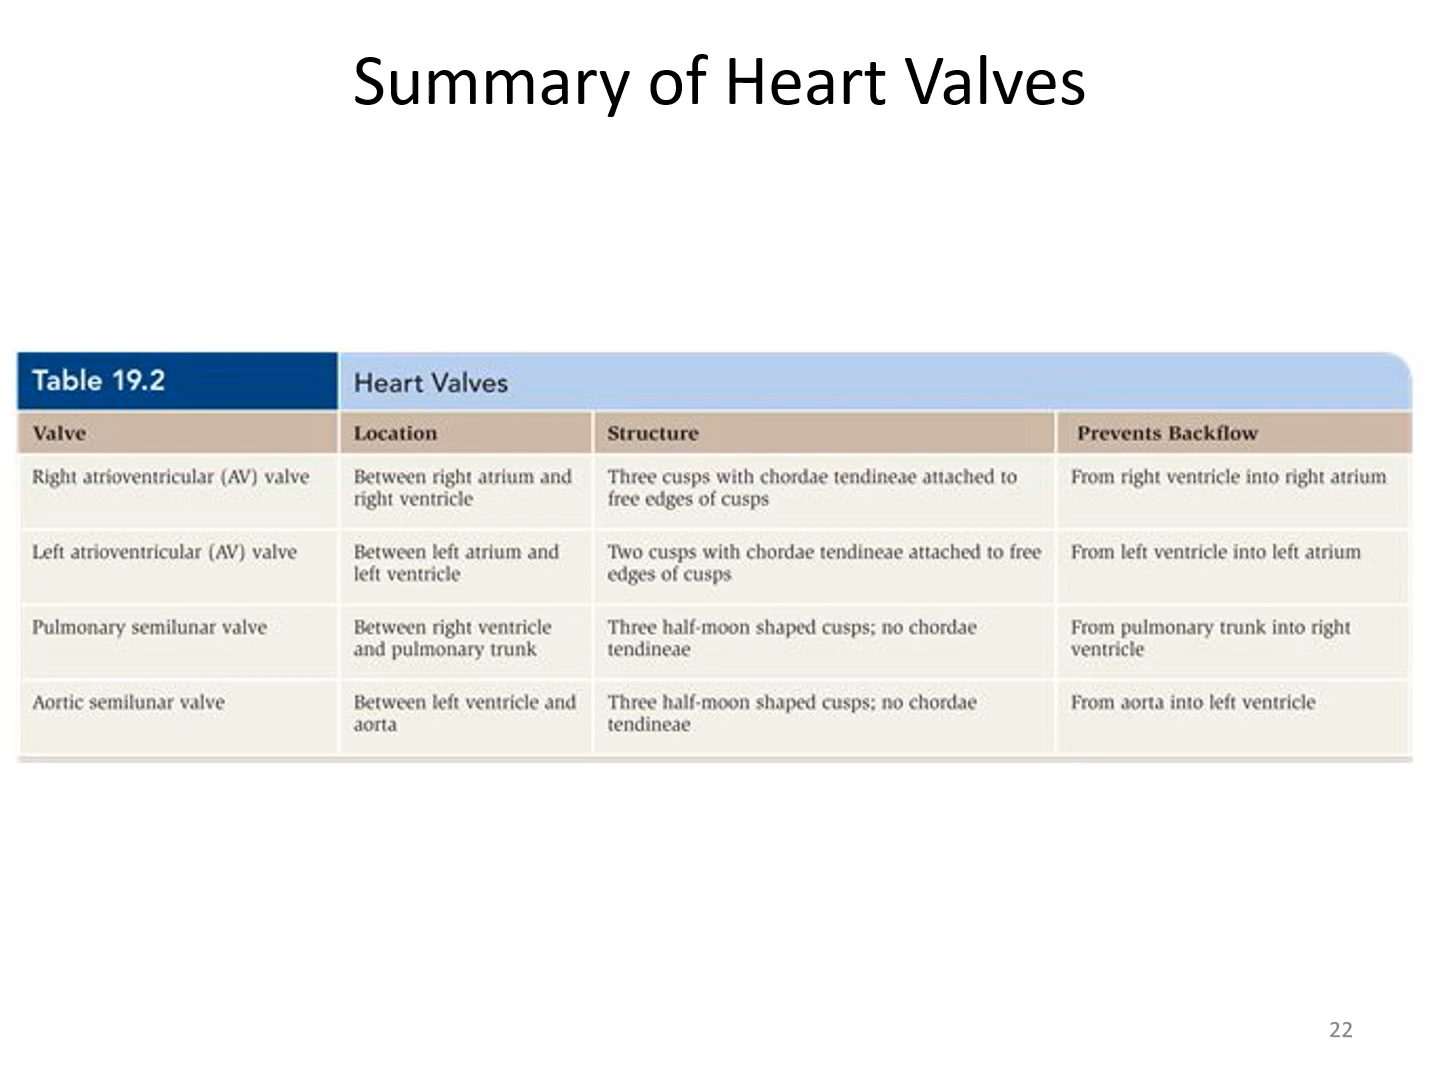 Summary of Heart Valves
Table 19.2 Heart Valves
Valve Location Structure Prevents Backflow
Right atrioventricular (AV) valve Between right atrium and Three cusps with chordae tendineae attached to From right ventricle into right atrium
right ventricle free edges of cusps
Left atrioventricular (AV) valve Between left atrium and Two cusps with chordae tendineae attached to free From left ventricle into left atrium
left ventricle edges of cusps
Pulmonary semilunar valve Between right ventricle Three half-moon shaped cusps; no chordae From pulmonary trunk into right
and pulmonary trunk tendineae ventricle
Aortic semilunar valve Between left ventricle and Three half-moon shaped cusps; no chordae From aorta into left ventricle
aorta tendineae
22